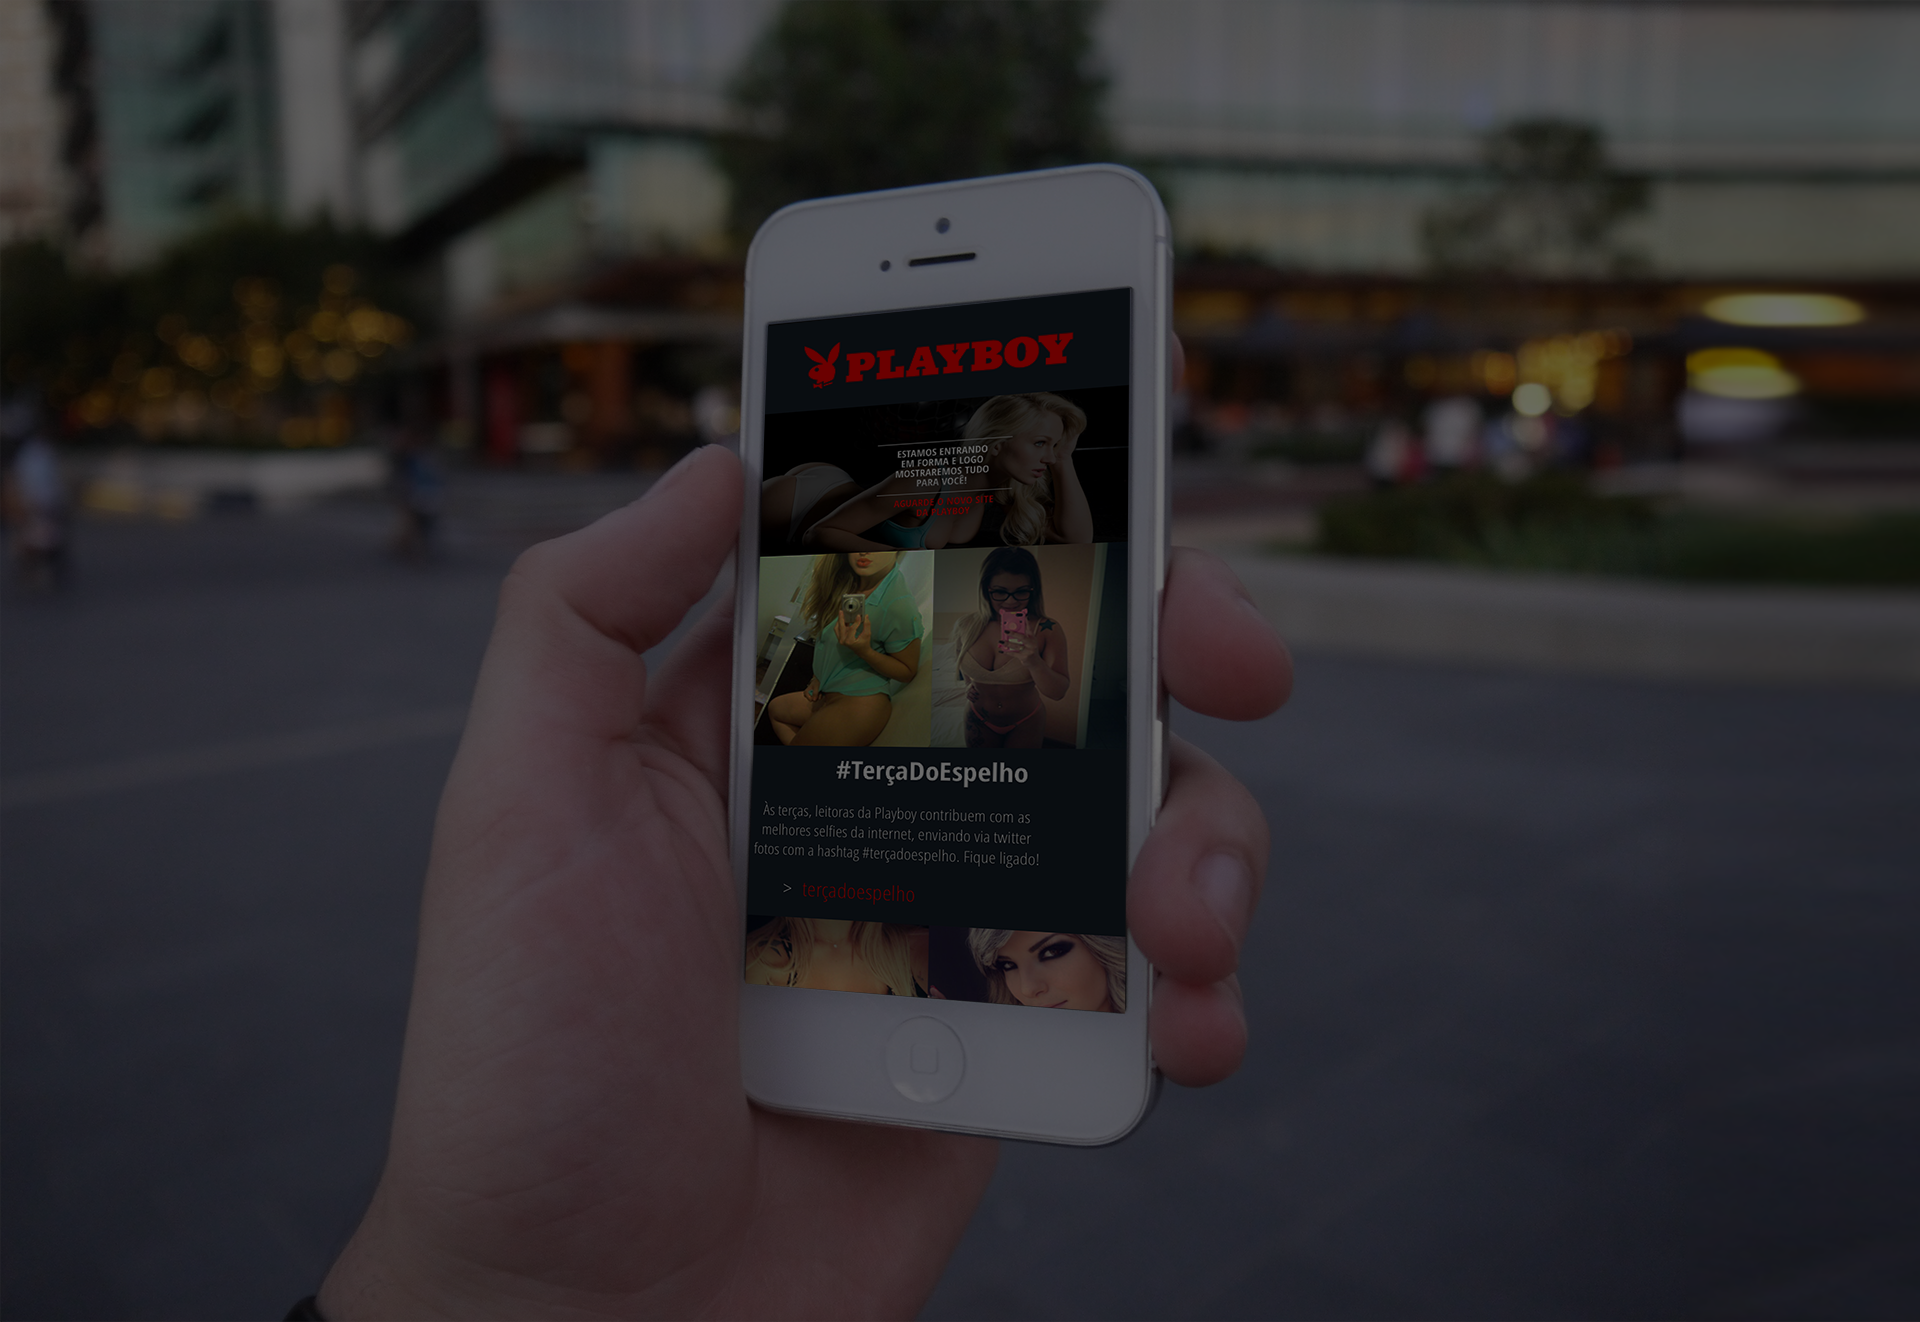 PLAYBOY
ESTAMOS ENTRANDO
EM FORMA E LOGO
MOSTRAREMOS TUDO
PARA VOCÊ!
AGUARDE O NOVO SITE
DA PLAYBOY
#TerçaDoEspelho
Às terças, leitoras da Playboy contribuem com as
melhores selfies da internet, enviando via twitter
fotos com a hashtag #terçadoespelho. Fique ligado!
> terçadoespelho